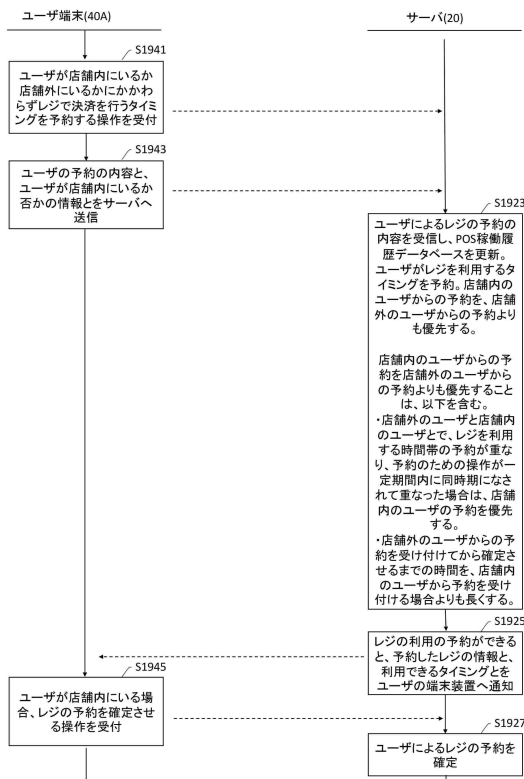 ユーザ端末(40A)
サーバ(20)
S1941
ユーザが店舗内にいるか
店舗外にいるかにかかわ
らずレジで決済を行うタイミ
ングを予約する操作を受付
S1943
ユーザの予約の内容と、
ユーザが店舗内にいるか
否かの情報とをサーバへ
送信
S1923
ユーザによるレジの予約の
内容を受信し、POS稼働履
歴データベースを更新。
ユーザがレジを利用するタ
イミングを予約。店舗内の
ユーザからの予約を、店舗
外のユーザからの予約より
も優先する。
店舗内のユーザからの予
約を店舗外のユーザから
の予約よりも優先すること
は、以下を含む。
・店舗外のユーザと店舗内
のユーザとで、レジを利用
する時間帯の予約が重な
り、予約のための操作が一
定期間内に同時期になさ
れて重なった場合は、店舗
内のユーザの予約を優先
する。
・店舗外のユーザからの予
約を受け付けてから確定さ
せるまでの時間を、店舗内
のユーザから予約を受け
付ける場合よりも長くする。
S1925
レジの利用の予約ができる
と、予約したレジの情報と、
利用できるタイミングとを
ユーザの端末装置へ通知
S1945
ユーザが店舗内にいる場
合、レジの予約を確定させ
る操作を受付
S1927
ユーザによるレジの予約を
確定